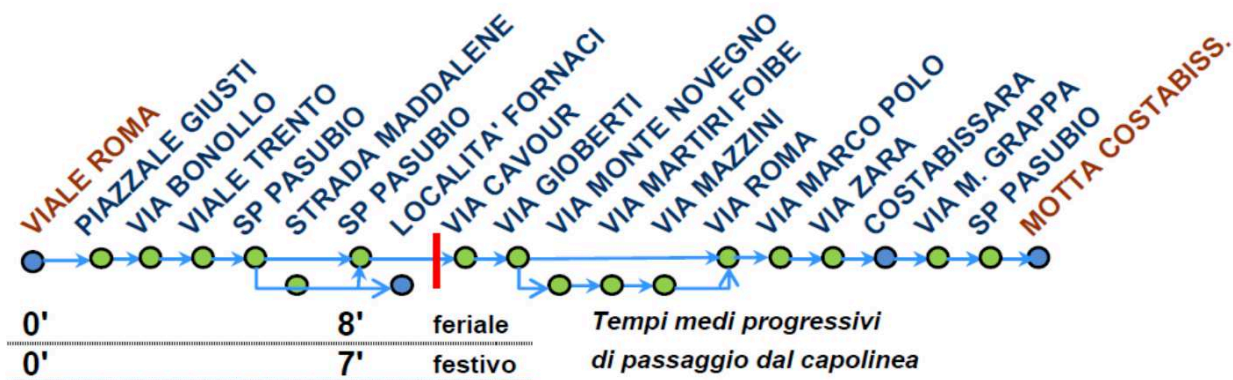 VIALE ROMA
PIAZZALE GIUSTI
VIA BONOLLO
VIALE TRENTO
SP PASUBIO
STRADA MADDALENE
SP PASUBIO
LOCALITA' FORNACI
VIA CAVOUR
VIA GIOBERTI
VIA MONTE NOVEGNO
VIA MARTIRI FOIBE
VIA MAZZINI
VIA ROMA
VIA MARCO POLO
VIA ZARA
COSTABISSARA
VIA M. GRAPPA
SP PASUBIO
MOTTA COSTABISS.
0' 8' feriale Tempi medi progressivi
0' 7' festivo di passaggio dal capolinea